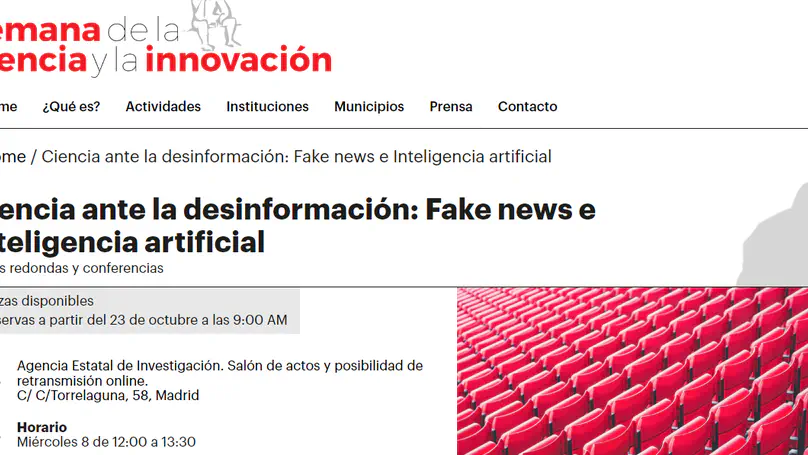 emana de la
encia y la innovación
me ¿Qué es? Actividades Instituciones Municipios Prensa Contacto
ome / Ciencia ante la desinformación: Fake news e Inteligencia artificial
iencia ante la desinformación: Fake news e
nteligencia artificial
s redondas y conferencias
zas disponibles
servas a partir del 23 de octubre a las 9:00 AM
Agencia Estatal de Investigación. Salón de actos y posibilidad de
retransmisión online.
C/ C/Torrelaguna, 58, Madrid
Horario
Miércoles 8 de 12:00 a 13:30